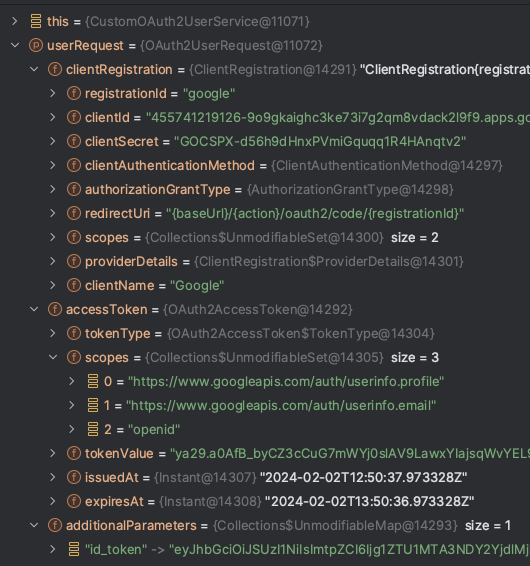 this = {CustomOAuth2UserService@11071}
userRequest = {OAuth2UserRequest@11072}
clientRegistration = {ClientRegistration@14291} "ClientRegistration{registrat
registrationId = "google"
clientId = "455741219126-9o9gkaighc3ke73i7g2qm8vdack2l9f9.apps.go
clientSecret = "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"
clientAuthenticationMethod = {ClientAuthenticationMethod@14297}
authorizationGrantType = {AuthorizationGrantType@14298}
redirectUri = "{baseUrl}/{action}/oauth2/code/{registrationId}"
scopes = {Collections$UnmodifiableSet@14300} size = 2
providerDetails = {ClientRegistration$ProviderDetails@14301}
clientName = "Google"
accessToken = {OAuth2AccessToken@14292}
tokenType = {OAuth2AccessToken$TokenType@14304}
scopes = {Collections$UnmodifiableSet@14305} size = 3
0 = "https://www.googleapis.com/auth/userinfo.profile"
1 = "https://www.googleapis.com/auth/userinfo.email"
2 = "openid"
tokenValue = "ya29.a0AfB_byCZ3cCuG7mWYj0slAV9LawxYlajsqWvYEL9
issuedAt = {Instant@14307} "2024-02-02T12:50:37.973328Z"
expiresAt = {Instant@14308} "2024-02-02T13:50:36.973328Z"
additionalParameters = {Collections$UnmodifiableMap@14293} size = 1
"id_token" -> "eyJhbGciOiJSUzI1NiIsImtpZCI6Ijg1ZTU1MTA3NDY2YjdlMj